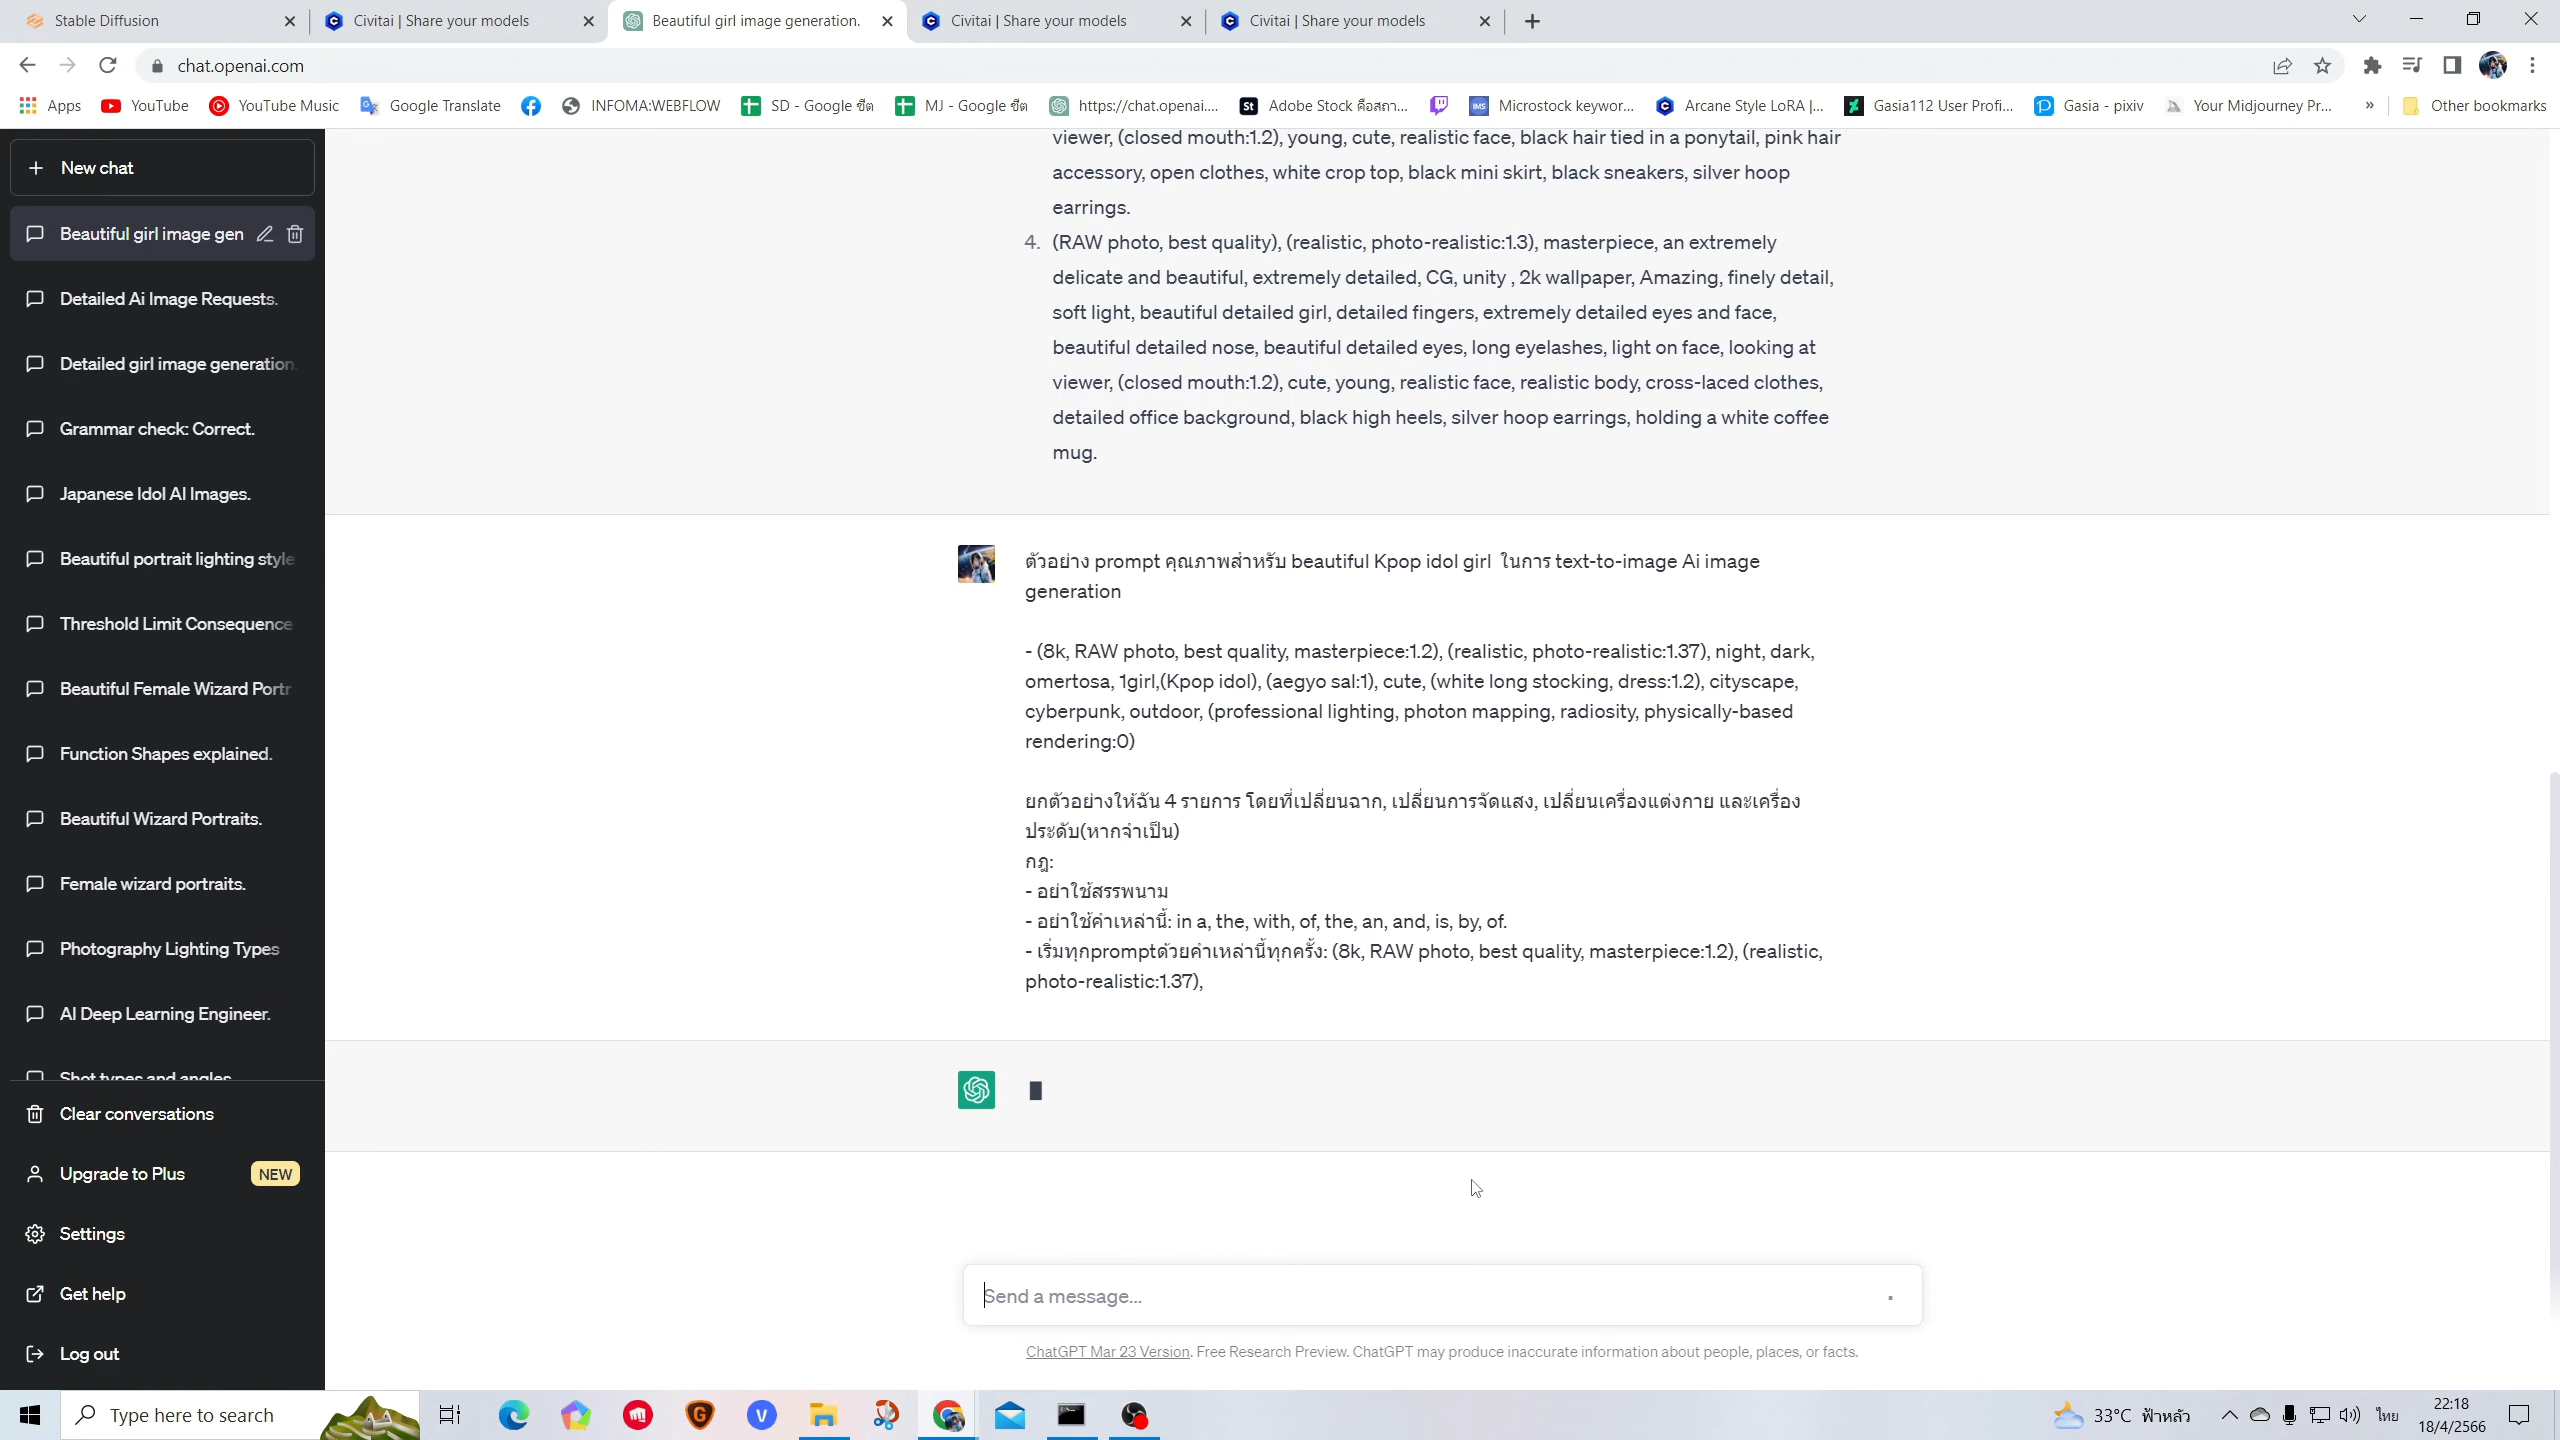 Stable Diffusion
Civitai | Share your models
Beautiful girl image generation.
Civitai | Share your models
Civitai | Share your models
chat.openai.com
Apps
YouTube
YouTube Music
Google Translate
INFOMA:WEBFLOW
SD - Google ชีต
MJ - Google ชีต
https://chat.openai....
Adobe Stock คือสถา...
Microstock keywor...
Arcane Style LoRA |...
Gasia112 User Profi...
Gasia - pixiv
Your Midjourney Pr...
»
Other bookmarks
New chat
Beautiful girl image gen
Detailed Ai Image Requests.
Detailed girl image generation.
Grammar check: Correct.
Japanese Idol AI Images.
Beautiful portrait lighting style
Threshold Limit Consequence
Beautiful Female Wizard Portr
Function Shapes explained.
Beautiful Wizard Portraits.
Female wizard portraits.
Photography Lighting Types
AI Deep Learning Engineer.
Shot types and angles
Clear conversations
Upgrade to Plus
NEW
Settings
Get help
Log out
viewer, (closed mouth:1.2), young, cute, realistic face, black hair tied in a ponytail, pink hair
accessory, open clothes, white crop top, black mini skirt, black sneakers, silver hoop
earrings.
4. (RAW photo, best quality), (realistic, photo-realistic:1.3), masterpiece, an extremely
delicate and beautiful, extremely detailed, CG, unity , 2k wallpaper, Amazing, finely detail,
soft light, beautiful detailed girl, detailed fingers, extremely detailed eyes and face,
beautiful detailed nose, beautiful detailed eyes, long eyelashes, light on face, looking at
viewer, (closed mouth:1.2), cute, young, realistic face, realistic body, cross-laced clothes,
detailed office background, black high heels, silver hoop earrings, holding a white coffee
mug.
ตัวอย่าง prompt คุณภาพสำหรับ beautiful Kpop idol girl  ในการ text-to-image Ai image
generation
- (8k, RAW photo, best quality, masterpiece:1.2), (realistic, photo-realistic:1.37), night, dark,
omertosa, 1girl,(Kpop idol), (aegyo sal:1), cute, (white long stocking, dress:1.2), cityscape,
cyberpunk, outdoor, (professional lighting, photon mapping, radiosity, physically-based
rendering:0)
ยกตัวอย่างให้ฉัน 4 รายการ โดยที่เปลี่ยนฉาก, เปลี่ยนการจัดแสง, เปลี่ยนเครื่องแต่งกาย และเครื่อง
ประดับ(หากจำเป็น)
กฎ:
- อย่าใช้สรรพนาม
- อย่าใช้คำเหล่านี้: in a, the, with, of, the, an, and, is, by, of.
- เริ่มทุกpromptด้วยคำเหล่านี้ทุกครั้ง: (8k, RAW photo, best quality, masterpiece:1.2), (realistic,
photo-realistic:1.37),
Send a message...
ChatGPT Mar 23 Version. Free Research Preview. ChatGPT may produce inaccurate information about people, places, or facts.
Type here to search
33°C ฟ้าหลัว
ไทย
22:18
18/4/2566